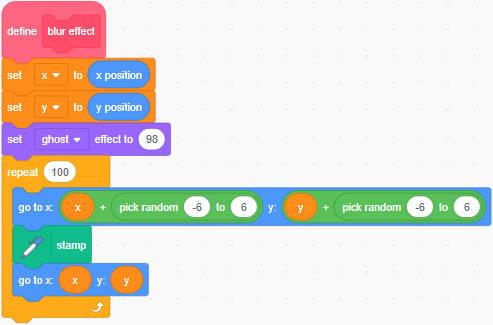 define blur effect
set x to x position
set y to y position
set ghost effect to 98
repeat 100
go to x: x + pick random -6 to 6 y: y + pick random -6 to 6
stamp
go to x: x y: y